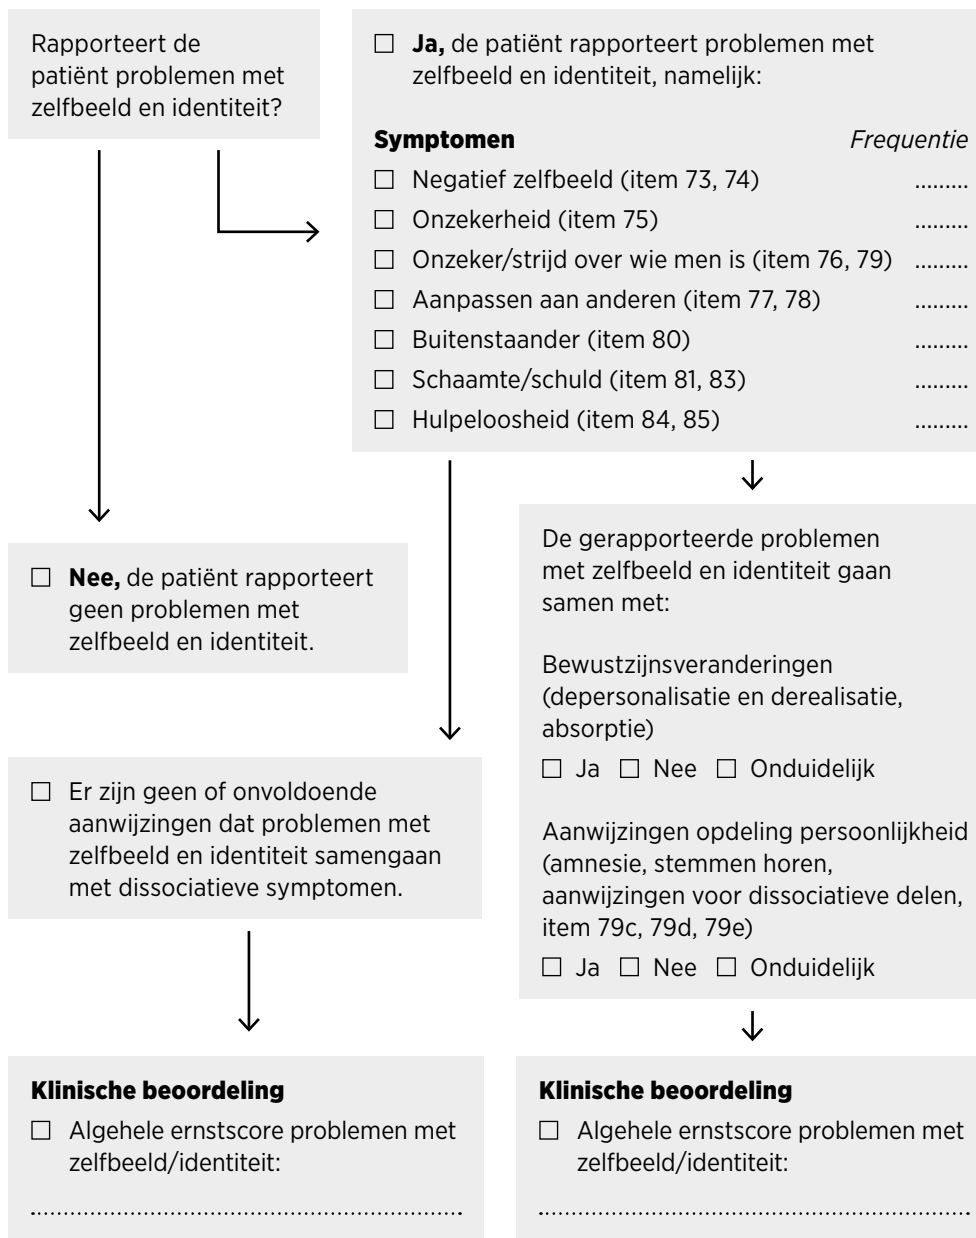 Rapporteert de
patiënt problemen met
zelfbeeld en identiteit?
☐ Ja, de patiënt rapporteert problemen met
zelfbeeld en identiteit, namelijk:
Symptomen Frequentie
☐ Negatief zelfbeeld (item 73, 74) .........
☐ Onzekerheid (item 75) .........
☐ Onzeker/strijd over wie men is (item 76, 79) .........
☐ Aanpassen aan anderen (item 77, 78) .........
☐ Buitenstaander (item 80) .........
☐ Schaamte/schuld (item 81, 83) .........
☐ Hulpeloosheid (item 84, 85) .........
☐ Nee, de patiënt rapporteert
geen problemen met
zelfbeeld en identiteit.
☐ Er zijn geen of onvoldoende
aanwijzingen dat problemen met
zelfbeeld en identiteit samengaan
met dissociatieve symptomen.
De gerapporteerde problemen
met zelfbeeld en identiteit gaan
samen met:
Bewustzijnsveranderingen
(depersonalisatie en derealisatie,
absorptie)
☐ Ja ☐ Nee ☐ Onduidelijk
Aanwijzingen opdeling persoonlijkheid
(amnesie, stemmen horen,
aanwijzingen voor dissociatieve delen,
item 79c, 79d, 79e)
☐ Ja ☐ Nee ☐ Onduidelijk
Klinische beoordeling
☐ Algehele ernstscore problemen met
zelfbeeld/identiteit:
................................................................
Klinische beoordeling
☐ Algehele ernstscore problemen met
zelfbeeld/identiteit:
................................................................